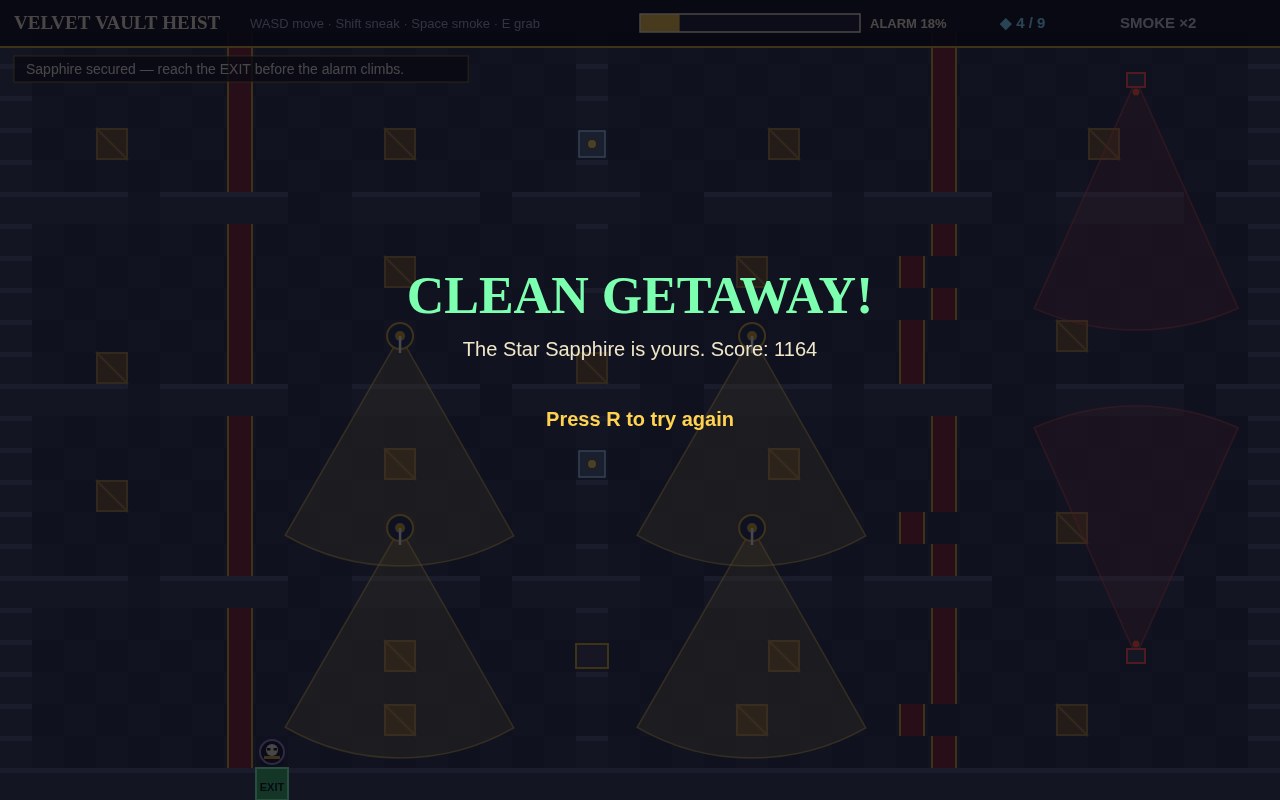 VELVET VAULT HEIST
WASD move · Shift sneak · Space smoke · E grab
ALARM 18%
◆ 4 / 9
SMOKE ×2
Sapphire secured — reach the EXIT before the alarm climbs.
CLEAN GETAWAY!
The Star Sapphire is yours. Score: 1164
Press R to try again
EXIT